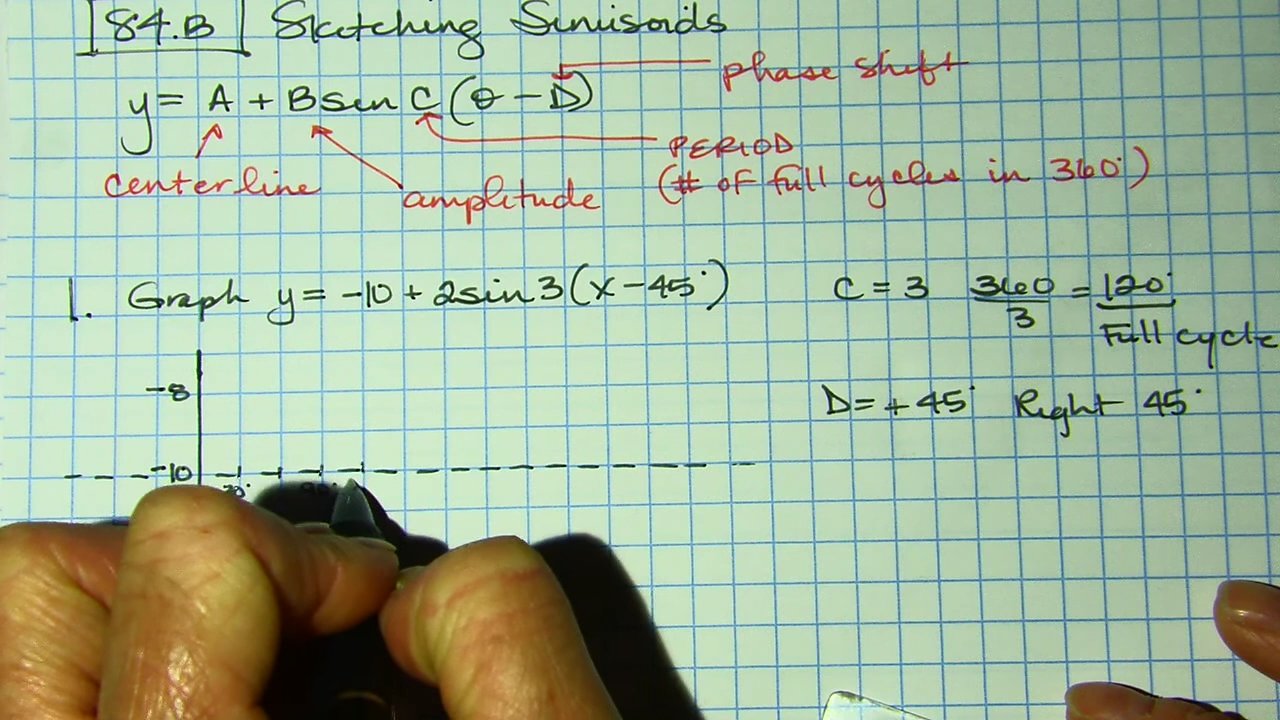 84.B Sketching Sinusoids
y = A + B sin C (θ - D)
phase shift
centerline
amplitude
PERIOD
(# of full cycles in 360°)
1. Graph y = -10 + 2sin 3(x - 45°)
C = 3 360/3 = 120°
Full cycle
-8
D = +45° Right 45°
-10